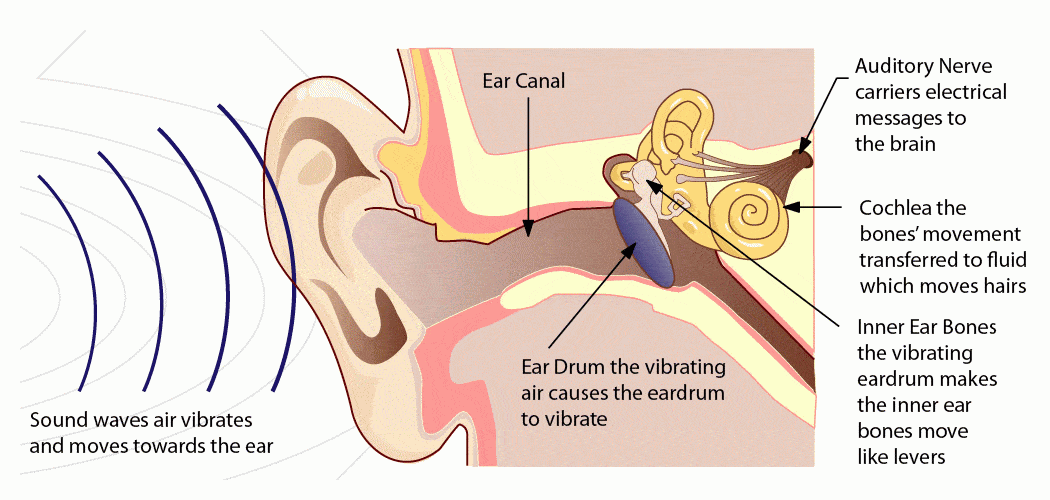 Ear Canal
Auditory Nerve
carriers electrical
messages to
the brain
Cochlea the
bones’ movement
transferred to fluid
which moves hairs
Inner Ear Bones
the vibrating
eardrum makes
the inner ear
bones move
like levers
Ear Drum the vibrating
air causes the eardrum
to vibrate
Sound waves air vibrates
and moves towards the ear